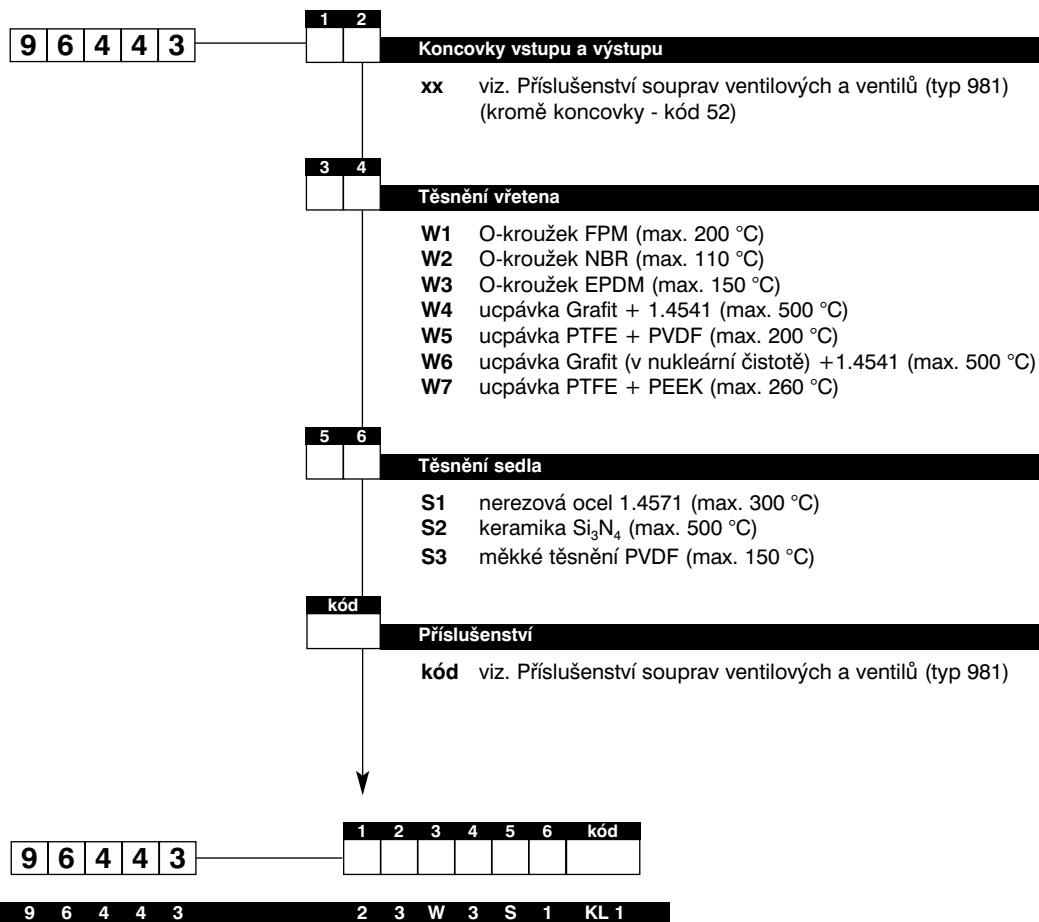 1 2
9 6 4 4 3
Koncovky vstupu a výstupu
xx viz. Příslušenství souprav ventilových a ventilů (typ 981)
(kromě koncovky - kód 52)
3 4
Těsnění vřetena
W1 O-kroužek FPM (max. 200 °C)
W2 O-kroužek NBR (max. 110 °C)
W3 O-kroužek EPDM (max. 150 °C)
W4 ucpávka Grafit + 1.4541 (max. 500 °C)
W5 ucpávka PTFE + PVDF (max. 200 °C)
W6 ucpávka Grafit (v nukleární čistotě) +1.4541 (max. 500 °C)
W7 ucpávka PTFE + PEEK (max. 260 °C)
5 6
Těsnění sedla
S1 nerezová ocel 1.4571 (max. 300 °C)
S2 keramika Si₃N₄ (max. 500 °C)
S3 měkké těsnění PVDF (max. 150 °C)
kód
Příslušenství
kód viz. Příslušenství souprav ventilových a ventilů (typ 981)
1 2 3 4 5 6 kód
9 6 4 4 3
9 6 4 4 3 2 3 W 3 S 1 KL 1